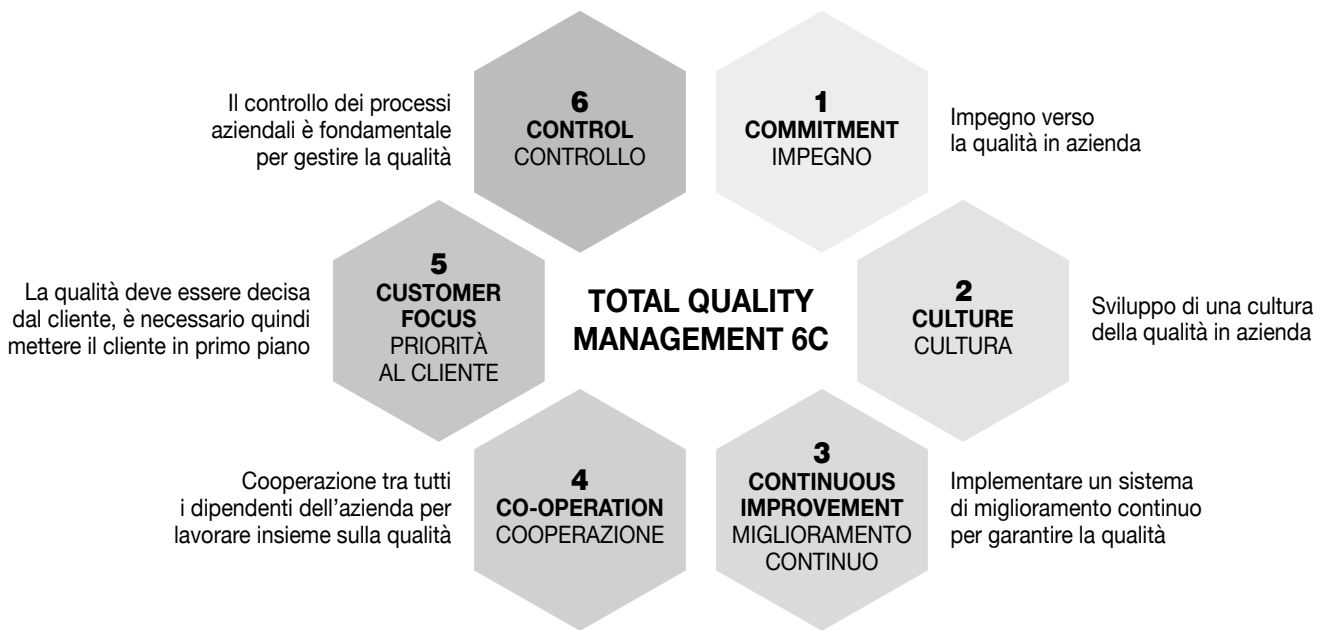 TOTAL QUALITY
MANAGEMENT 6C
1
COMMITMENT
IMPEGNO
Impegno verso
la qualità in azienda
2
CULTURE
CULTURA
Sviluppo di una cultura
della qualità in azienda
3
CONTINUOUS
IMPROVEMENT
MIGLIORAMENTO
CONTINUO
Implementare un sistema
di miglioramento continuo
per garantire la qualità
4
CO-OPERATION
COOPERAZIONE
Cooperazione tra tutti
i dipendenti dell’azienda per
lavorare insieme sulla qualità
5
CUSTOMER
FOCUS
PRIORITÀ
AL CLIENTE
La qualità deve essere decisa
dal cliente, è necessario quindi
mettere il cliente in primo piano
6
CONTROL
CONTROLLO
Il controllo dei processi
aziendali è fondamentale
per gestire la qualità